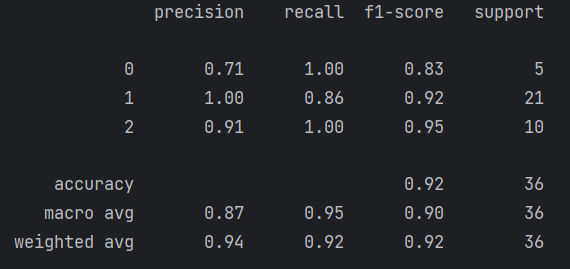 precision recall f1-score support
0 0.71 1.00 0.83 5
1 1.00 0.86 0.92 21
2 0.91 1.00 0.95 10
accuracy 0.92 36
macro avg 0.87 0.95 0.90 36
weighted avg 0.94 0.92 0.92 36